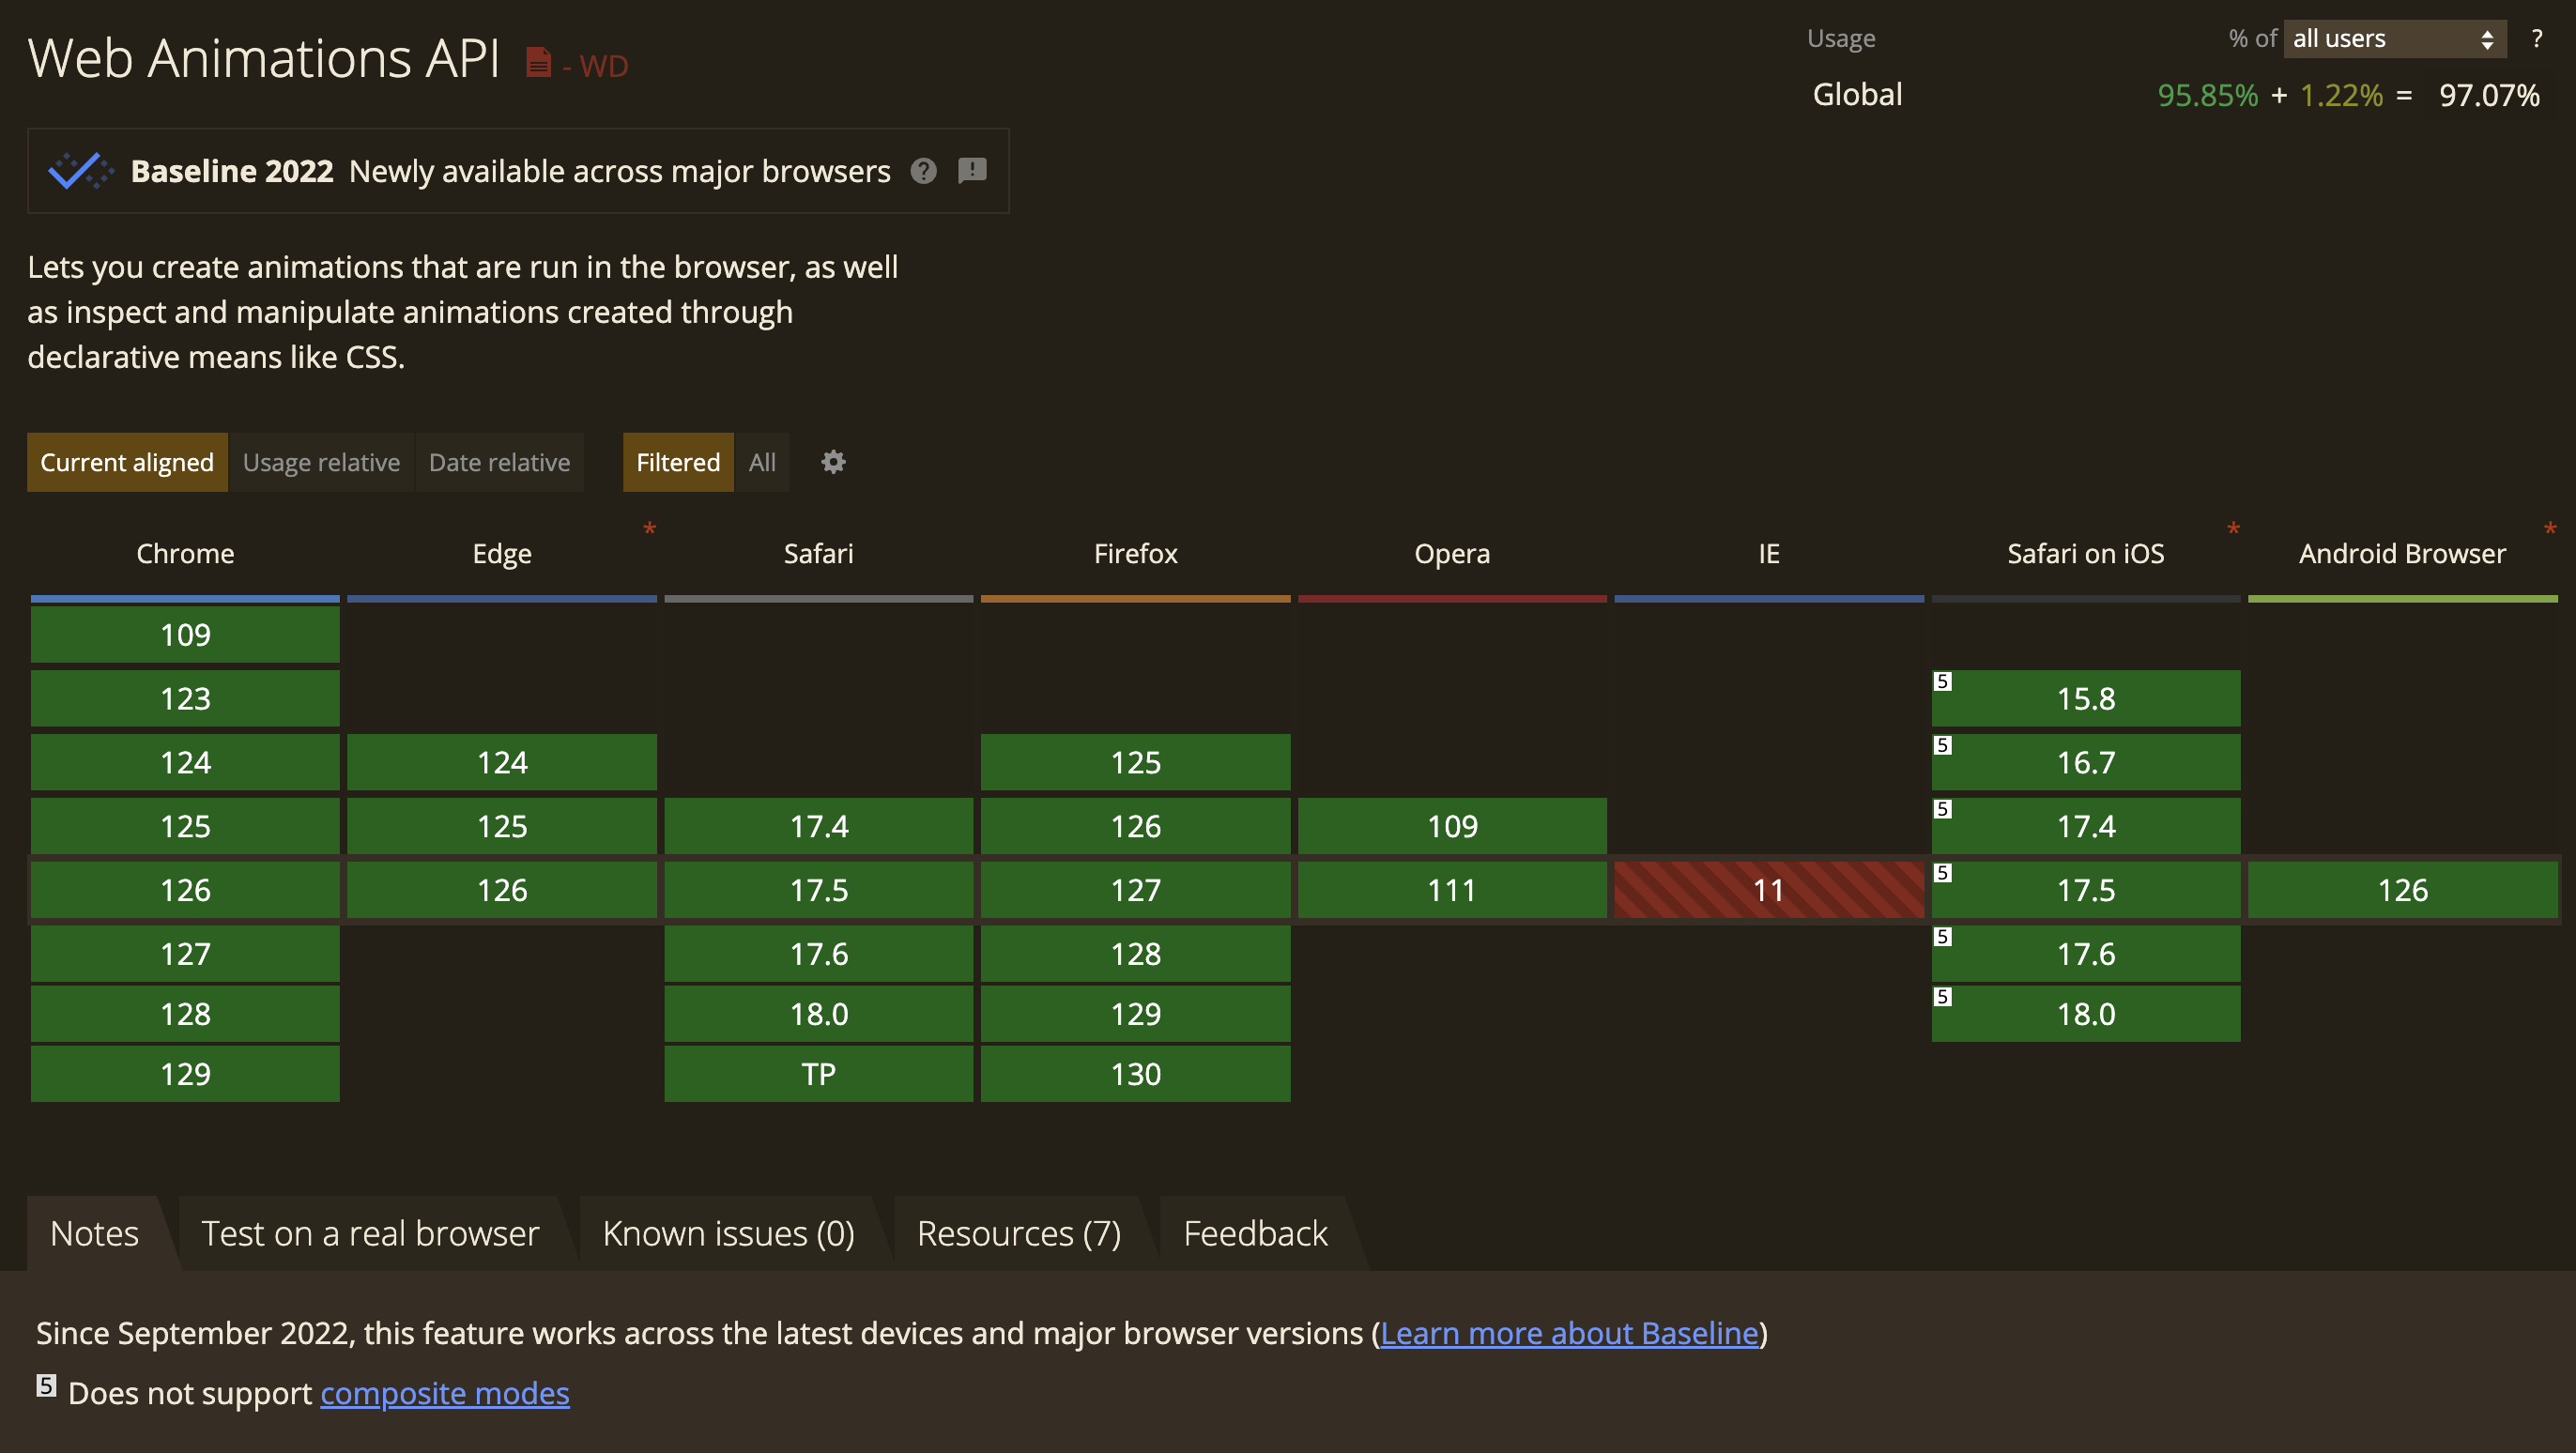 Web Animations API - WD
Usage % of all users ?
Global 95.85% + 1.22% = 97.07%
Baseline 2022 Newly available across major browsers ? !
Lets you create animations that are run in the browser, as well
as inspect and manipulate animations created through
declarative means like CSS.
Current aligned Usage relative Date relative Filtered All
* * *
Chrome Edge Safari Firefox Opera IE Safari on iOS Android Browser
109
123 5 15.8
124 124 125 5 16.7
125 125 17.4 126 109 5 17.4
126 126 17.5 127 111 11 5 17.5 126
127 17.6 128 5 17.6
128 18.0 129 5 18.0
129 TP 130
Notes Test on a real browser Known issues (0) Resources (7) Feedback
Since September 2022, this feature works across the latest devices and major browser versions (Learn more about Baseline)
5 Does not support composite modes